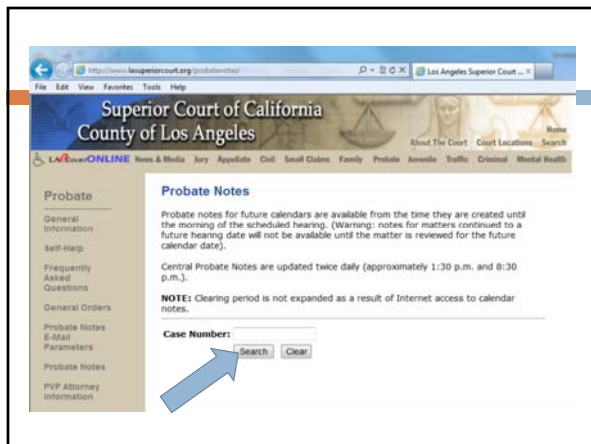 http://www.lasuperiorcourt.org/probatenotes/
Los Angeles Superior Court ...
File Edit View Favorites Tools Help
Superior Court of California
County of Los Angeles
Home
About The Court Court Locations Search
LACourtONLINE News & Media Jury Appellate Civil Small Claims Family Probate Juvenile Traffic Criminal Mental Health
Probate
General
Information
Self-Help
Frequently
Asked
Questions
General Orders
Probate Notes
E-Mail
Parameters
Probate Notes
PVP Attorney
Information
Probate Notes
Probate notes for future calendars are available from the time they are created until
the morning of the scheduled hearing. (Warning: notes for matters continued to a
future hearing date will not be available until the matter is reviewed for the future
calendar date).
Central Probate Notes are updated twice daily (approximately 1:30 p.m. and 8:30
p.m.).
NOTE: Clearing period is not expanded as a result of Internet access to calendar
notes.
Case Number:
Search Clear